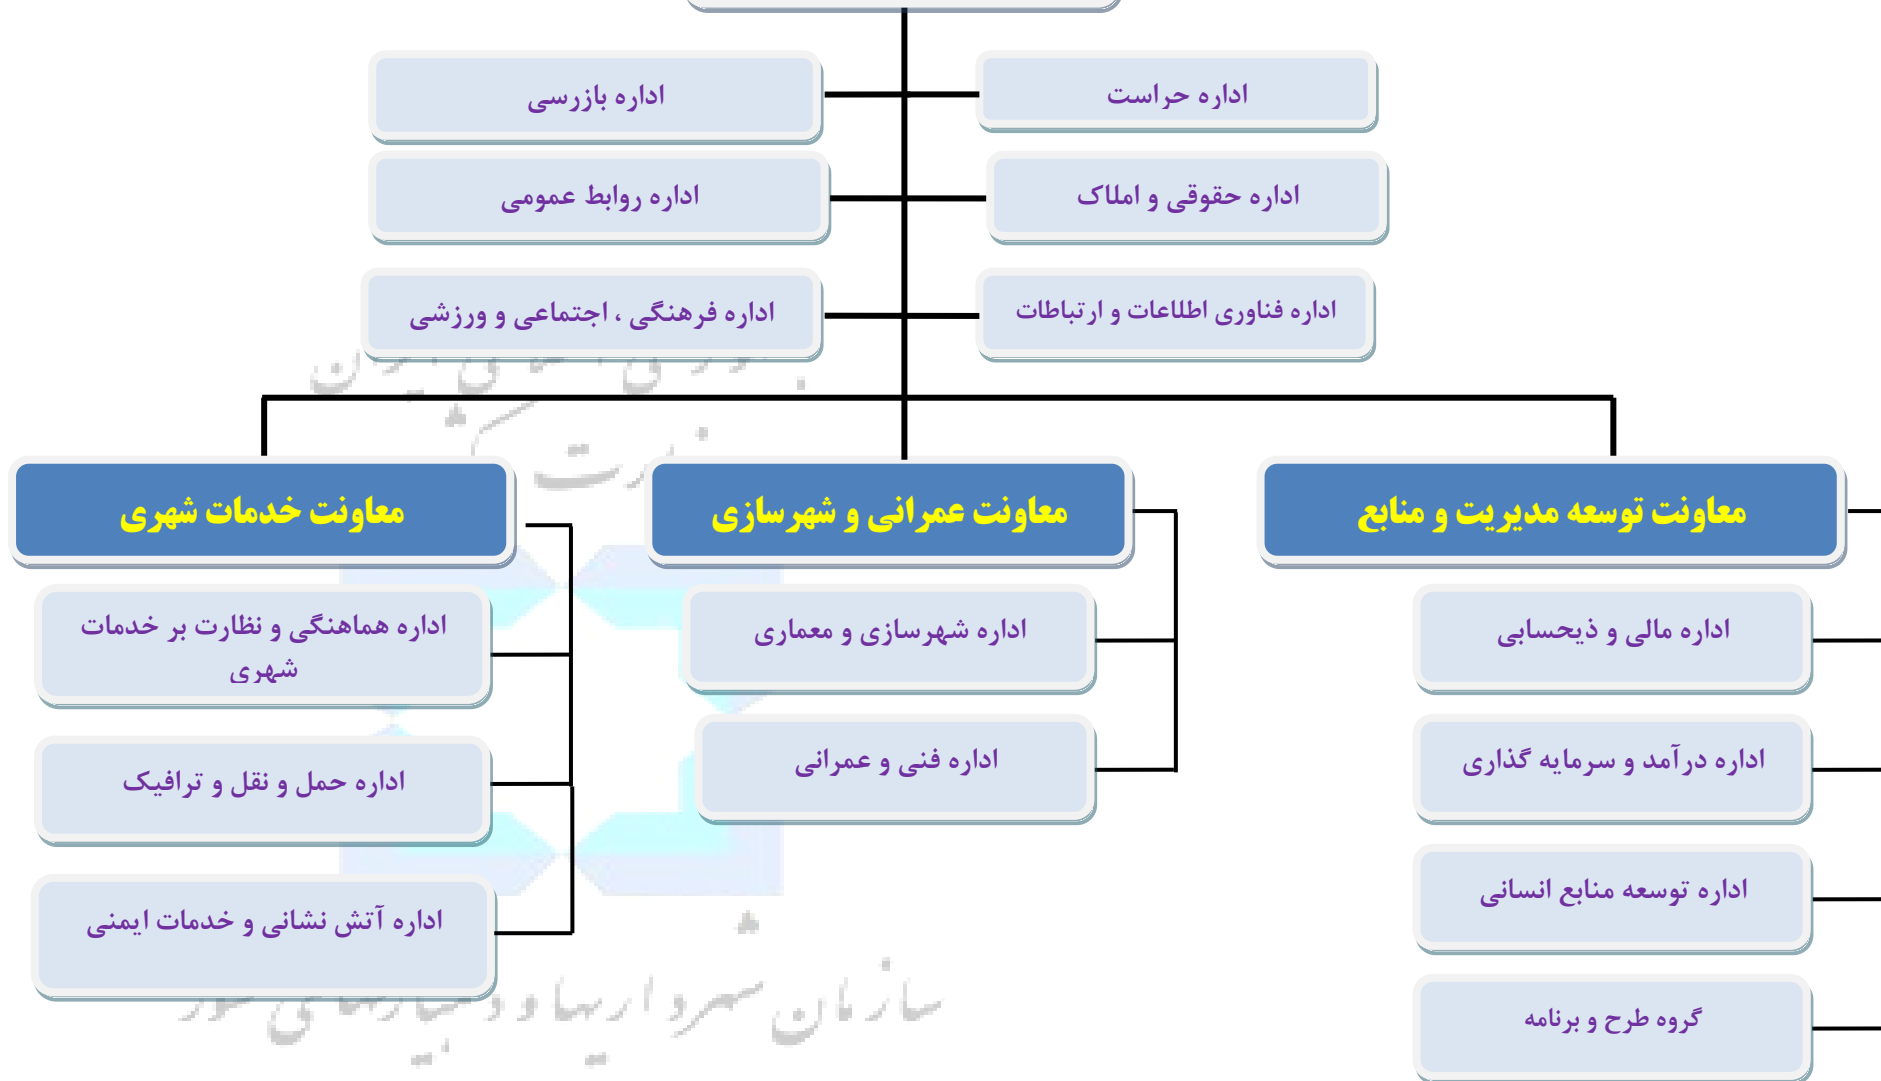 اداره حراست
اداره بازرسی
اداره حقوقی و املاک
اداره روابط عمومی
اداره فناوری اطلاعات و ارتباطات
اداره فرهنگی ، اجتماعی و ورزشی
معاونت توسعه مدیریت و منابع
اداره مالی و ذیحسابی
اداره درآمد و سرمایه گذاری
اداره توسعه منابع انسانی
گروه طرح و برنامه
معاونت عمرانی و شهرسازی
اداره شهرسازی و معماری
اداره فنی و عمرانی
معاونت خدمات شهری
اداره هماهنگی و نظارت بر خدمات
شهری
اداره حمل و نقل و ترافیک
اداره آتش نشانی و خدمات ایمنی
سازمان شهرداریها و